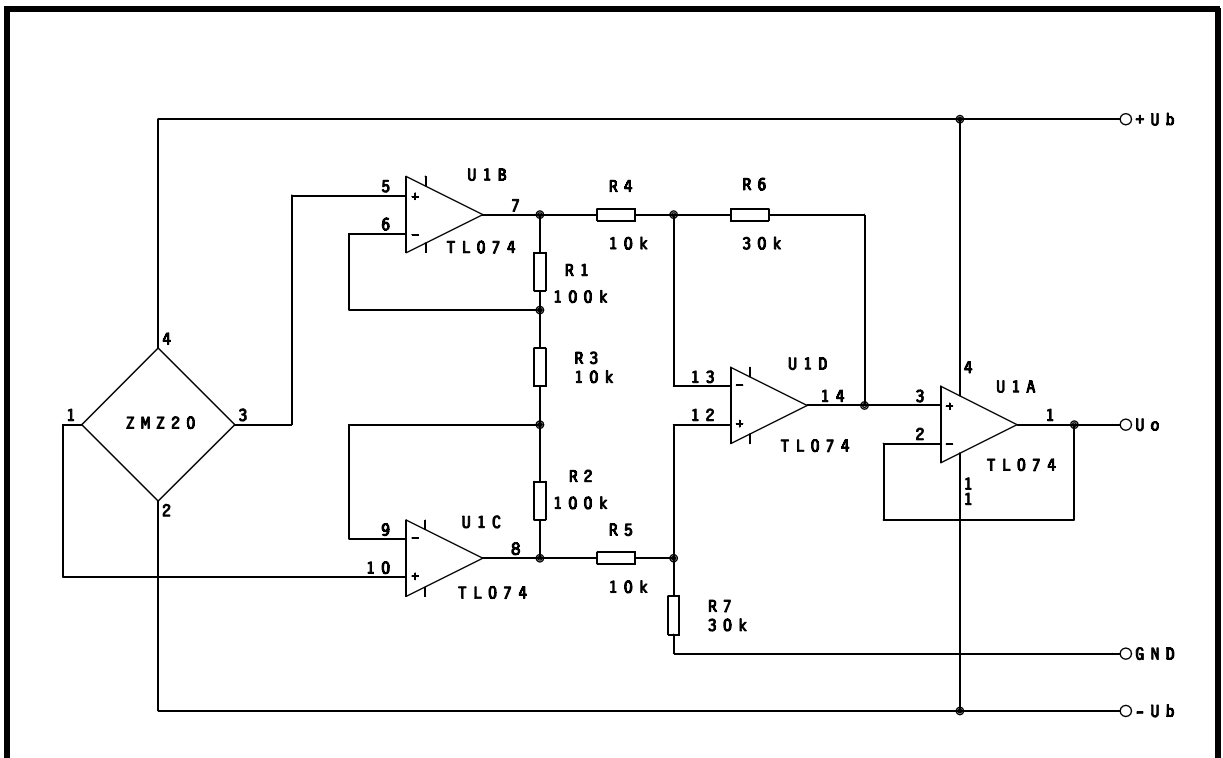 +Ub
U1B
R4
R6
5
+
7
6
-
TL074
10k
30k
R1
100k
4
R3
10k
U1D
4
13
-
U1A
14
3
+
1
ZMZ20
3
12
+
1
Uo
2
-
TL074
TL074
R2
100k
1
1
2
U1C
R5
9
-
8
10
+
10k
TL074
R7
30k
GND
-Ub